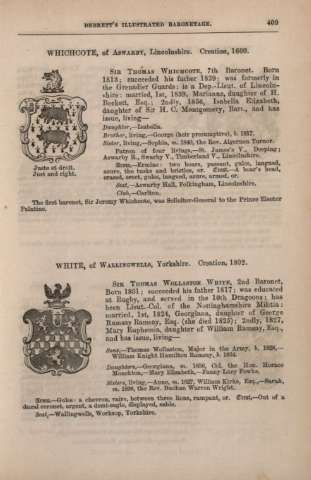 DEBRETT'S ILLUSTRATED BARONETAGE. 409
WHICHCOTE, of ASWARBY, Lincolnshire. Creation, 1660.
SIR THOMAS WHICHCOTE, 7th Baronet. Born
1813; succeeded his father 1829; was formerly in
the Grenadier Guards; is a Dep.-Lieut. of Lincoln-
shire: married, 1st, 1839, Marianne, daughter of H.
Beckett, Esq.; 2ndly, 1856, Isabella Elizabeth,
daughter of Sir H. C. Montgomery, Bart., and has
issue, living—
Daughter,—Isabella.
Brother, living,—George (heir presumptive), b. 1817.
Sister, living,—Sophia, m. 1840, the Rev. Algernon Turnor.
Patron of four livings,—St. James's V., Deeping;
Aswarby R., Swarby V., Timberland V., Lincolnshire.
Arms,—Ermine: two boars, passant, gules, langued,
azure, the tusks and bristles, or. Crest,—A boar's head,
erased, erect, gules, langued, azure, armed, or.
Seat,—Aswarby Hall, Folkingham, Lincolnshire.
Club,—Carlton.
Juste et droit.
Just and right.
The first baronet, Sir Jeremy Whichcote, was Solicitor-General to the Prince Elector
Palatine.
WHITE, of WALLINGWELLS, Yorkshire. Creation, 1802.
SIR THOMAS WOLLASTON WHITE, 2nd Baronet,
Born 1801; succeeded his father 1817; was educated
at Rugby, and served in the 10th Dragoons; has
been Lieut.-Col. of the Nottinghamshire Militia:
married, 1st, 1824, Georgiana, daughter of George
Ramsay Ramsay, Esq. (she died 1825); 2ndly, 1827,
Mary Euphemia, daughter of William Ramsay, Esq.,
and has issue, living—
Sons,—Thomas Wollaston, Major in the Army, b. 1828,—
William Knight Hamilton Ramsay, b. 1834.
Daughters,—Georgiana, m. 1856, Col. the Hon. Horace
Monckton,—Mary Elizabeth,—Fanny Lucy Fowke.
Sisters, living,—Anne, m. 1827, William Kirke, Esq.,—Sarah,
m. 1828, the Rev. Buchan Warren Wright.
Arms,—Gules: a chevron, vaire, between three lions, rampant, or. Crest,—Out of a
ducal coronet, argent, a demi-eagle, displayed, sable.
Seat,—Wallingwells, Worksop, Yorkshire.